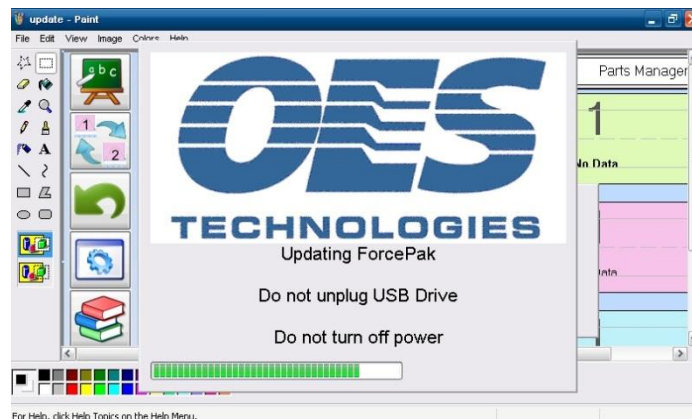 update - Paint
File Edit View Image Colors Help
abc
OES
TECHNOLOGIES
Updating ForcePak
Do not unplug USB Drive
Do not turn off power
A
1
2
Parts Manager
1
No Data
For Help, click Help Topics on the Help Menu.